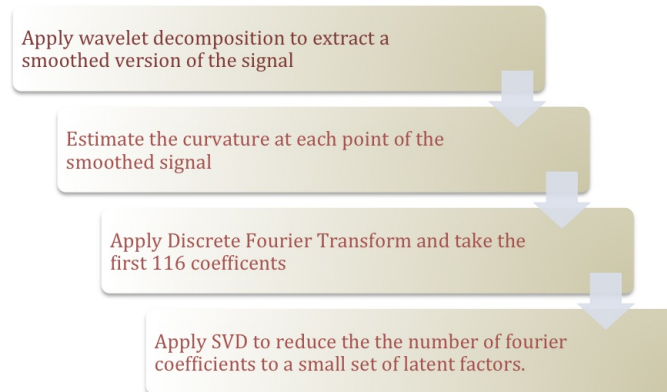 Apply wavelet decomposition to extract a
smoothed version of the signal
Estimate the curvature at each point of the
smoothed signal
Apply Discrete Fourier Transform and take the
first 116 coefficents
Apply SVD to reduce the the number of fourier
coefficients to a small set of latent factors.